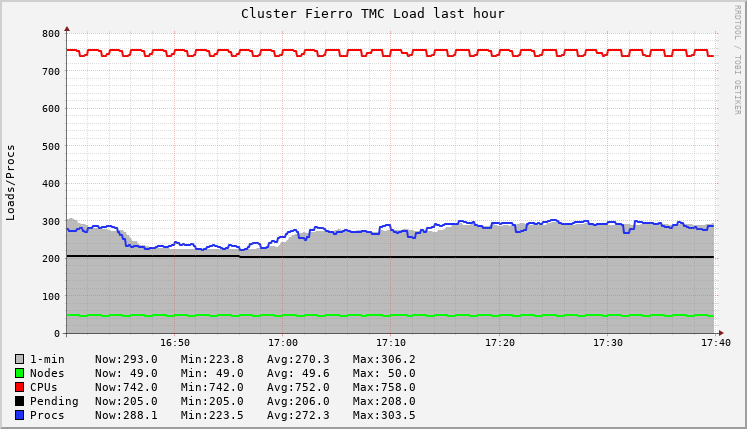 Cluster Fierro TMC Load last hour
RRDTOOL / TOBI OETIKER
Loads/Procs
800
700
600
500
400
300
200
100
0
16:50 17:00 17:10 17:20 17:30 17:40
1-min Now:293.0 Min:223.8 Avg:270.3 Max:306.2
Nodes Now: 49.0 Min: 49.0 Avg: 49.6 Max: 50.0
CPUs Now:742.0 Min:742.0 Avg:752.0 Max:758.0
Pending Now:205.0 Min:205.0 Avg:206.0 Max:208.0
Procs Now:288.1 Min:223.5 Avg:272.3 Max:303.5